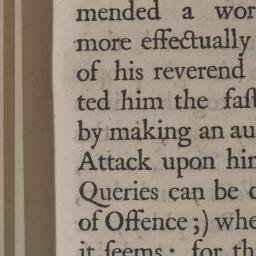 mended a wor
more effectually
of his reverend
ted him the faſt
by making an au
Attack upon hi
Queries can be
of Offence;) whe
it ſeems; for th